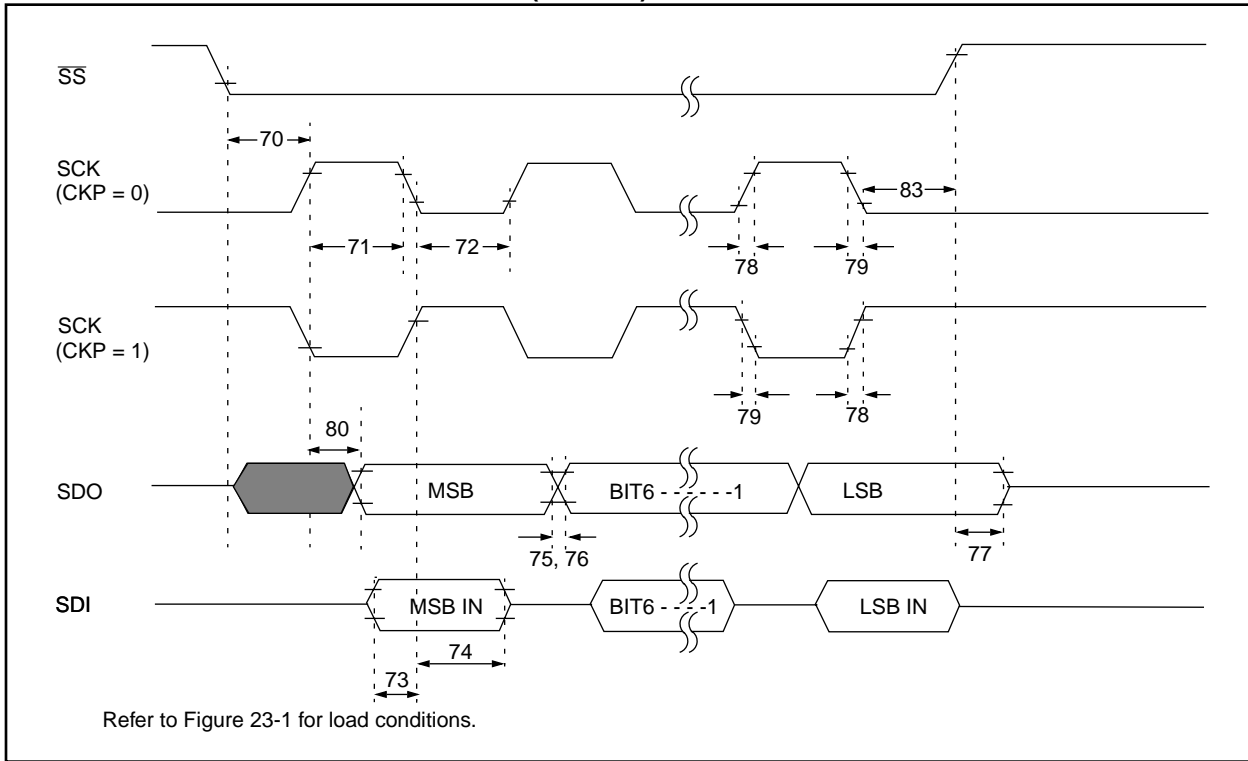 SS
70
SCK
(CKP = 0)
83
71
72
78
79
SCK
(CKP = 1)
79
78
80
SDO
MSB
BIT6 - - - - - -1
LSB
75, 76
77
SDI
MSB IN
BIT6 - - - -1
LSB IN
74
73
Refer to Figure 23-1 for load conditions.